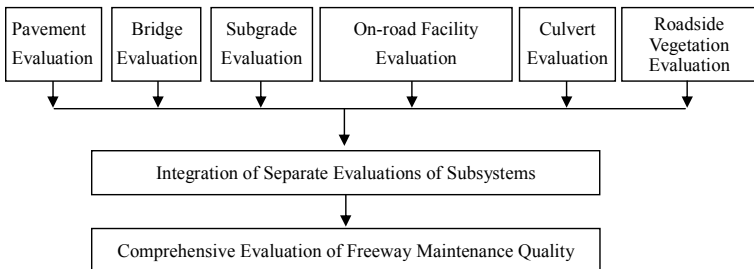 Pavement
Evaluation
Bridge
Evaluation
Subgrade
Evaluation
On-road Facility
Evaluation
Culvert
Evaluation
Roadside
Vegetation
Evaluation
Integration of Separate Evaluations of Subsystems
Comprehensive Evaluation of Freeway Maintenance Quality